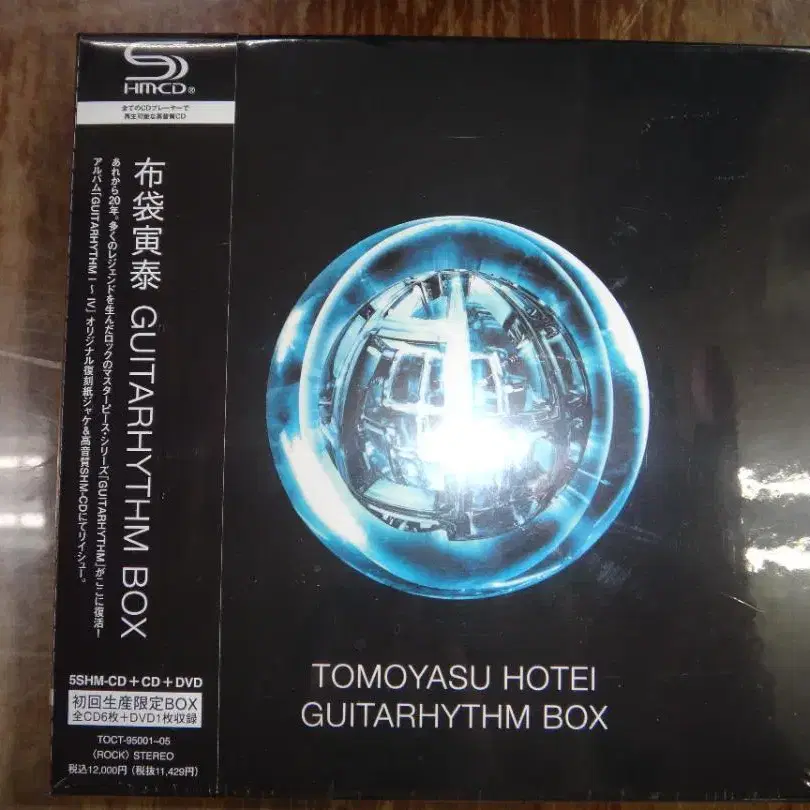 SHM-CD®
全てのCDプレーヤーで
再生可能な高音質CD
布袋寅泰 GUITARHYTHM BOX
あれから20年。多くのレジェンドを生んだロックのマスターピース・シリーズ「GUITARHYTHM」がここに復活!
アルバム「GUITARHYTHM I ~ IV」オリジナル復刻紙ジャケ&高音質SHM-CDにてリイシュー。
5SHM-CD+CD+DVD
初回生産限定BOX
全CD6枚+DVD1枚収録
TOCT-95001~05
〈ROCK〉STEREO
税込12,000円(税抜11,429円)
TOMOYASU HOTEI
GUITARHYTHM BOX